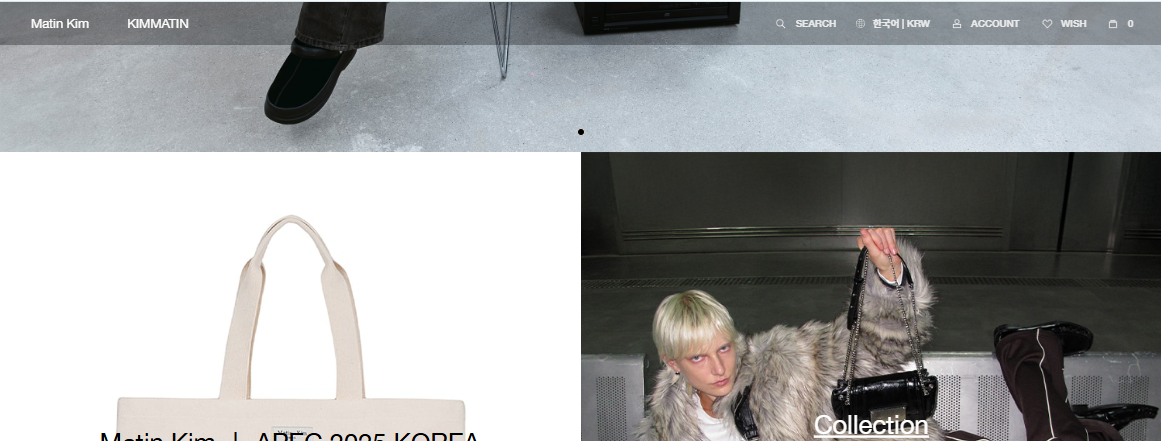 Matin Kim KIMMATIN SEARCH 한국어 | KRW ACCOUNT WISH 0
Matin Kim | APEC 2025 KOREA
Collection